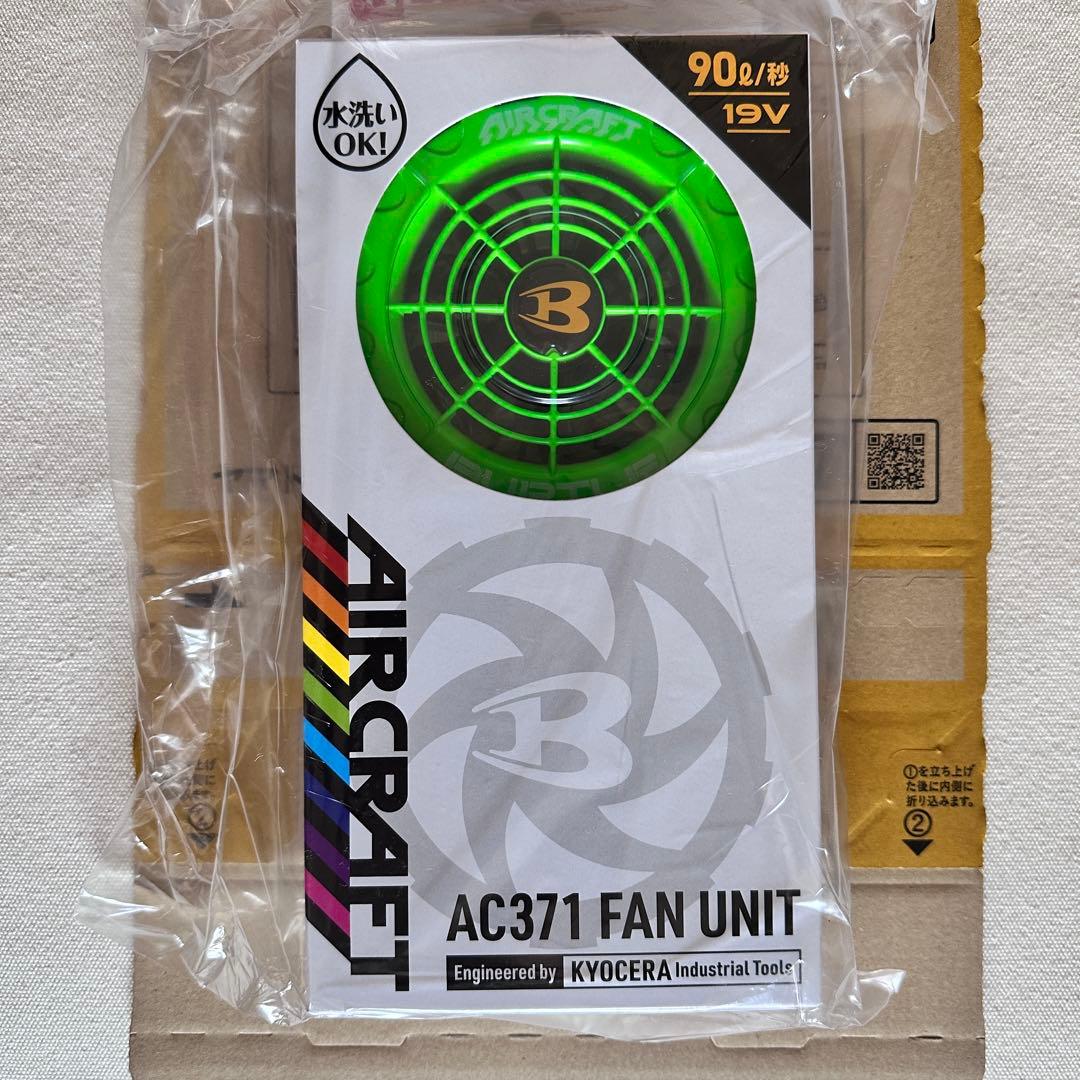 水洗い
OK!
90ℓ/秒
19V
AIRCRAFT
B
BURTLE
AIRCRAFT
B
AC371 FAN UNIT
Engineered by KYOCERA Industrial Tools
①を立ち上げ
た後に内側に
折り込みます。
②